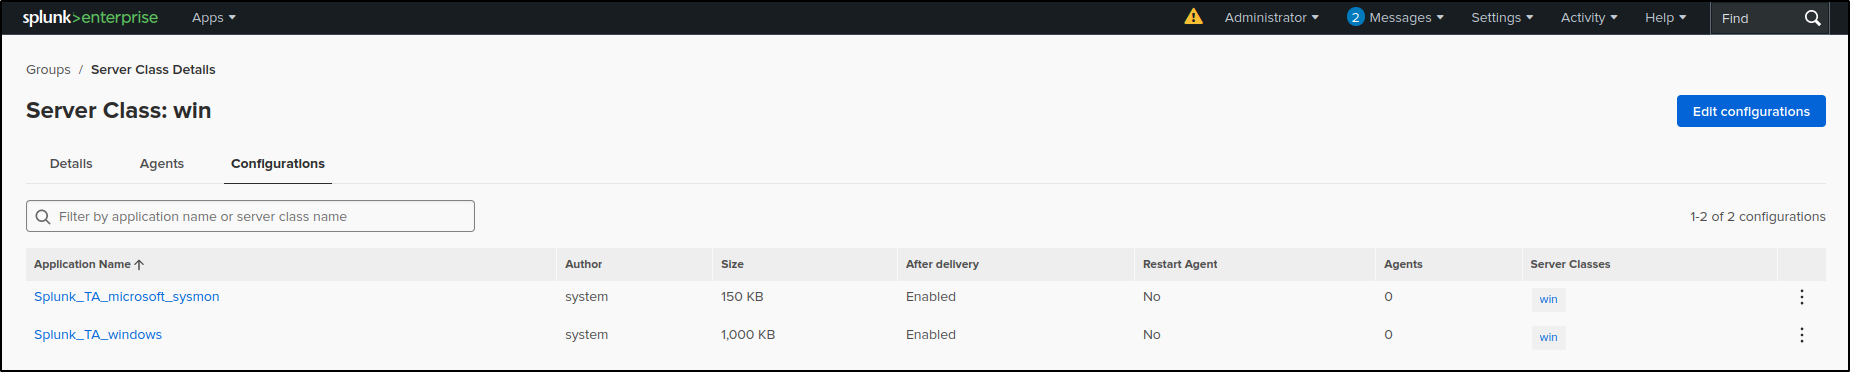 splunk>enterprise Apps Administrator 2 Messages Settings Activity Help Find
Groups / Server Class Details
Server Class: win
Edit configurations
Details Agents Configurations
Filter by application name or server class name
1-2 of 2 configurations
Application Name Author Size After delivery Restart Agent Agents Server Classes
Splunk_TA_microsoft_sysmon system 150 KB Enabled No 0 win
Splunk_TA_windows system 1,000 KB Enabled No 0 win